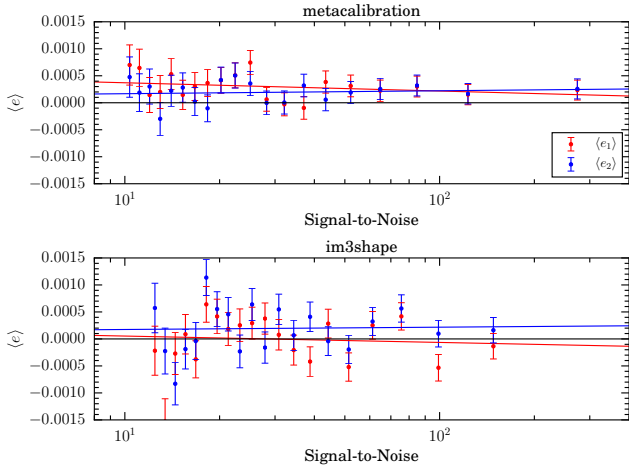 metacalibration
0.0015
0.0010
0.0005
0.0000
−0.0005
−0.0010
−0.0015
⟨e⟩
⟨e₁⟩
⟨e₂⟩
10¹
10²
Signal-to-Noise
im3shape
0.0015
0.0010
0.0005
0.0000
−0.0005
−0.0010
−0.0015
⟨e⟩
10¹
10²
Signal-to-Noise